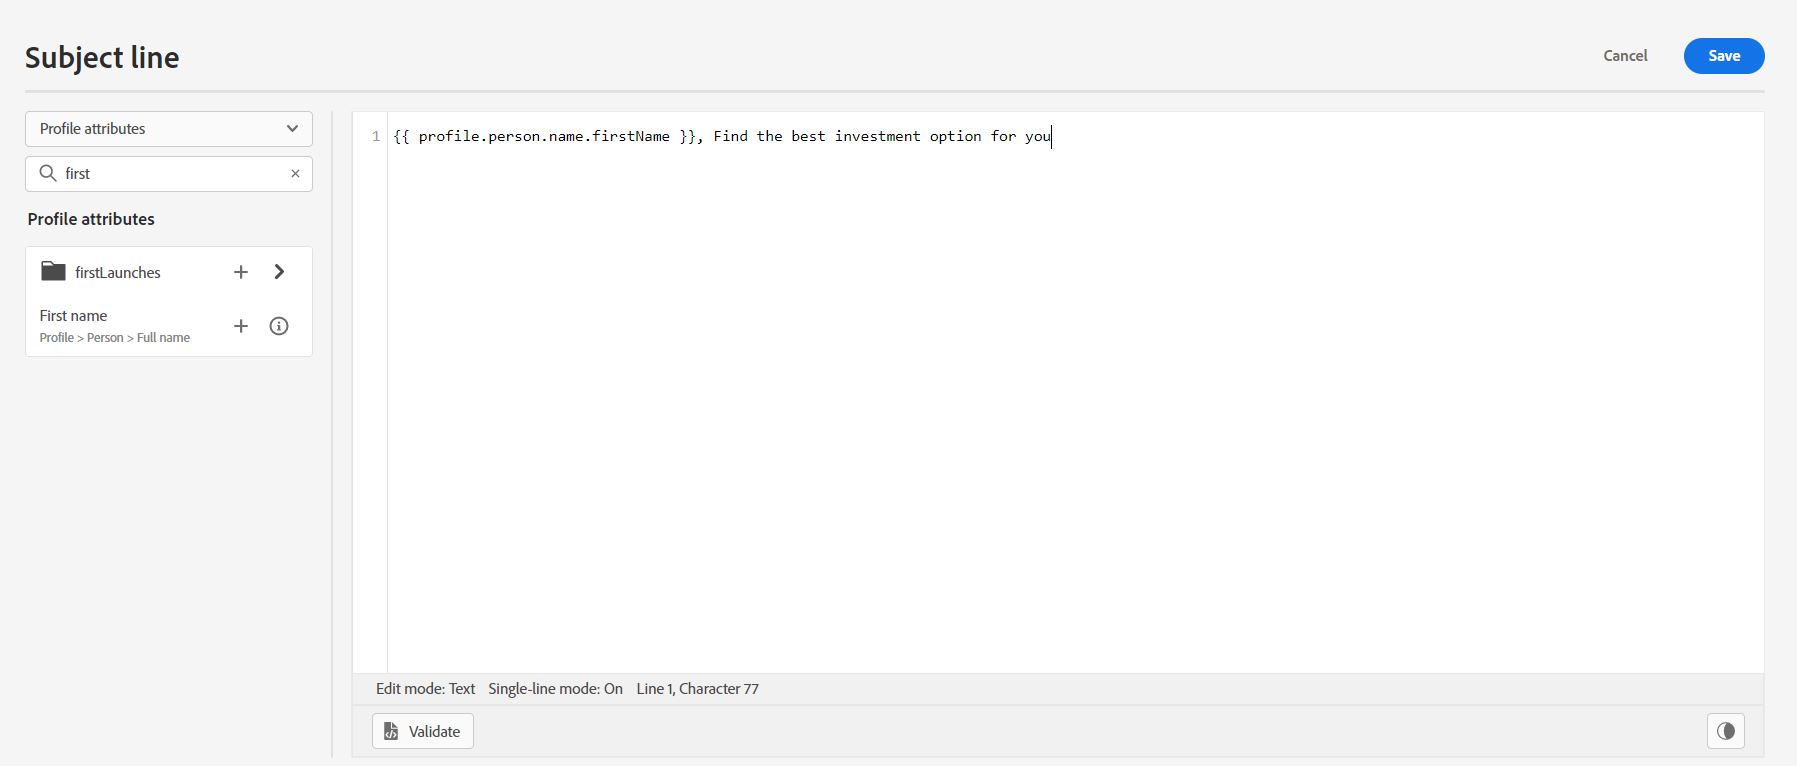 Subject line
Cancel
Save
Profile attributes
first
Profile attributes
firstLaunches
First name
Profile > Person > Full name
1 {{ profile.person.name.firstName }}, Find the best investment option for you
Edit mode: Text Single-line mode: On Line 1, Character 77
Validate